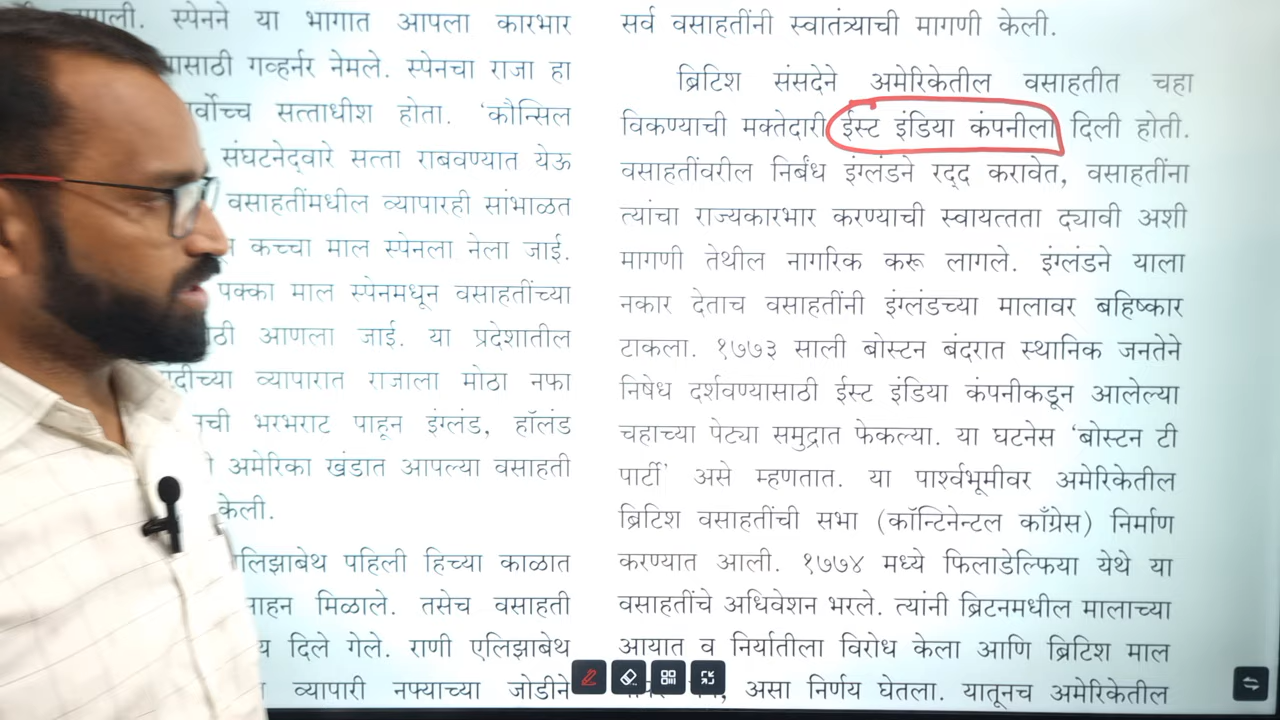 स्पेनने या भागात आपला कारभार
गव्हर्नर नेमले. स्पेनचा राजा हा
सत्ताधीश होता. 'कौन्सिल
संघटनेद्वारे सत्ता राबवण्यात येऊ
वसाहतींमधील व्यापारही सांभाळत
कच्चा माल स्पेनला नेला जाई.
पक्का माल स्पेनमधून वसाहतींच्या
आणला जाई. या प्रदेशातील
व्यापारात राजाला मोठा नफा
भरभराट पाहून इंग्लंड, हॉलंड
अमेरिका खंडात आपल्या वसाहती
केली.
पहिली हिच्या काळात
मिळाले. तसेच वसाहती
दिले गेले. राणी एलिझाबेथ
व्यापारी नफ्याच्या जोडीने
सर्व वसाहतींनी स्वातंत्र्याची मागणी केली.
ब्रिटिश संसदेने अमेरिकेतील वसाहतीत चहा
विकण्याची मक्तेदारी ईस्ट इंडिया कंपनीला दिली होती.
वसाहतींवरील निर्बंध इंग्लंडने रद्द करावेत, वसाहतींना
त्यांचा राज्यकारभार करण्याची स्वायत्तता द्यावी अशी
मागणी तेथील नागरिक करू लागले. इंग्लंडने याला
नकार देताच वसाहतींनी इंग्लंडच्या मालावर बहिष्कार
टाकला. १७७३ साली बोस्टन बंदरात स्थानिक जनतेने
निषेध दर्शवण्यासाठी ईस्ट इंडिया कंपनीकडून आलेल्या
चहाच्या पेट्या समुद्रात फेकल्या. या घटनेस 'बोस्टन टी
पार्टी' असे म्हणतात. या पार्श्वभूमीवर अमेरिकेतील
ब्रिटिश वसाहतींची सभा (कॉन्टिनेन्टल काँग्रेस) निर्माण
करण्यात आली. १७७४ मध्ये फिलाडेल्फिया येथे या
वसाहतींचे अधिवेशन भरले. त्यांनी ब्रिटनमधील मालाच्या
आयात व निर्यातीला विरोध केला आणि ब्रिटिश माल
असा निर्णय घेतला. यातूनच अमेरिकेतील